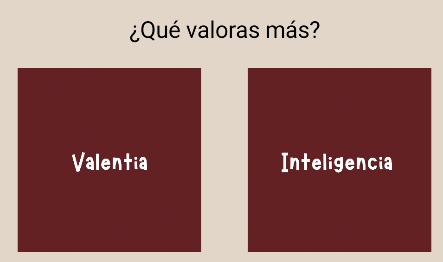 ¿Qué valoras más?
Valentia
Inteligencia